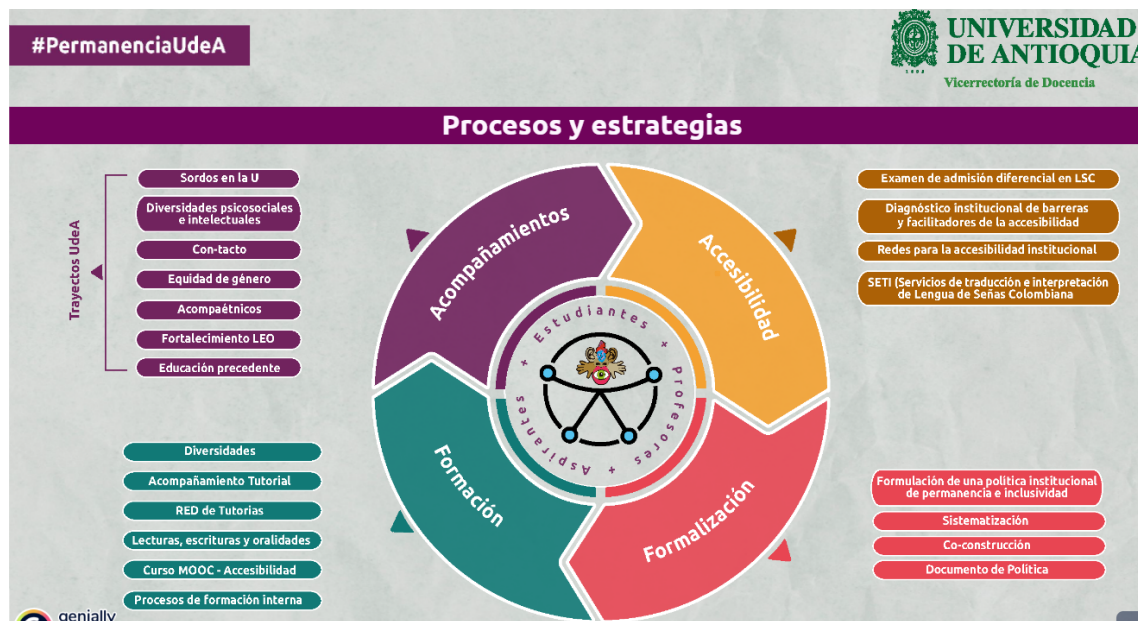 #PermanenciaUdeA
UNIVERSIDAD
DE ANTIOQUIA
1803
Vicerrectoría de Docencia
Procesos y estrategias
Trayectos UdeA
Sordos en la U
Diversidades psicosociales
e intelectuales
Con-tacto
Equidad de género
Acompaétnicos
Fortalecimiento LEO
Educación precedente
Acompañamientos
Accesibilidad
Examen de admisión diferencial en LSC
Diagnóstico institucional de barreras
y facilitadores de la accesibilidad
Redes para la accesibilidad institucional
SETI (Servicios de traducción e interpretación
de Lengua de Señas Colombiana
+ Estudiantes + Profesores + Aspirantes
Diversidades
Acompañamiento Tutorial
RED de Tutorias
Lecturas, escrituras y oralidades
Curso MOOC - Accesibilidad
Procesos de formación interna
Formación
Formalización
Formulación de una política institucional
de permanencia e inclusividad
Sistematización
Co-construcción
Documento de Política
genially